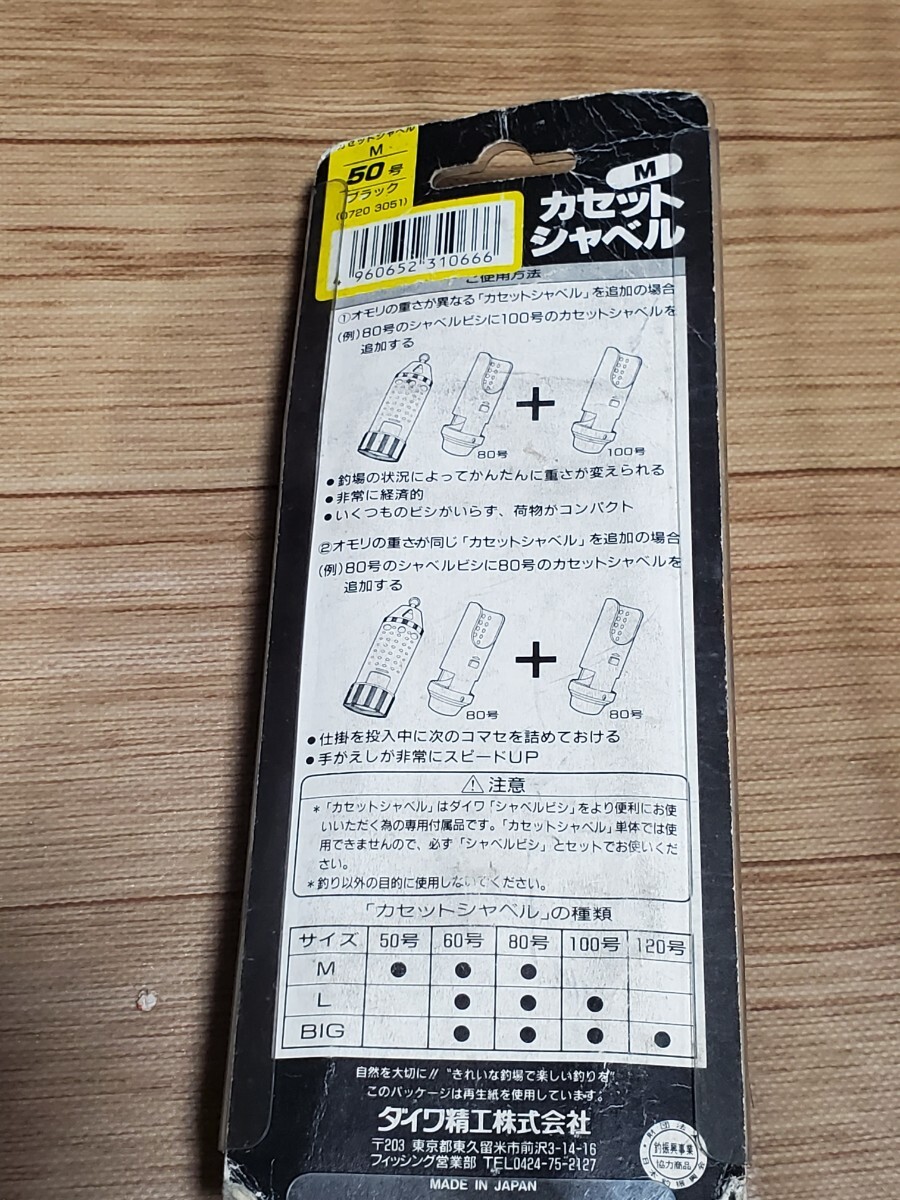 カセットシャベル
M
50号
ブラック
(0720 3051)
4 960652 310666
M
カセット
シャベル
ご使用方法
①オモリの重さが異なる「カセットシャベル」を追加の場合
(例)80号のシャベルビシに100号のカセットシャベルを
追加する
+
80号
100号
●釣場の状況によってかんたんに重さが変えられる
●非常に経済的
●いくつものビシがいらず、荷物がコンパクト
②オモリの重さが同じ「カセットシャベル」を追加の場合
(例)80号のシャベルビシに80号のカセットシャベルを
追加する
+
80号
80号
●仕掛を投入中に次のコマセを詰めておける
●手がえしが非常にスピードUP
⚠注意
*「カセットシャベル」はダイワ「シャベルビシ」をより便利にお使
いいただく為の専用付属品です。「カセットシャベル」単体では使
用できませんので、必ず「シャベルビシ」とセットでお使いくだ
さい。
*釣り以外の目的に使用しないでください。
「カセットシャベル」の種類
サイズ 50号 60号 80号 100号 120号
M ● ● ●
L ● ● ●
BIG ● ● ● ●
自然を大切に!! "きれいな釣場で楽しい釣りを"
このパッケージは再生紙を使用しています。
ダイワ精工株式会社
〒203 東京都東久留米市前沢3-14-16
フィッシング営業部 TEL0424-75-2127
MADE IN JAPAN
釣振興事業
協力商品